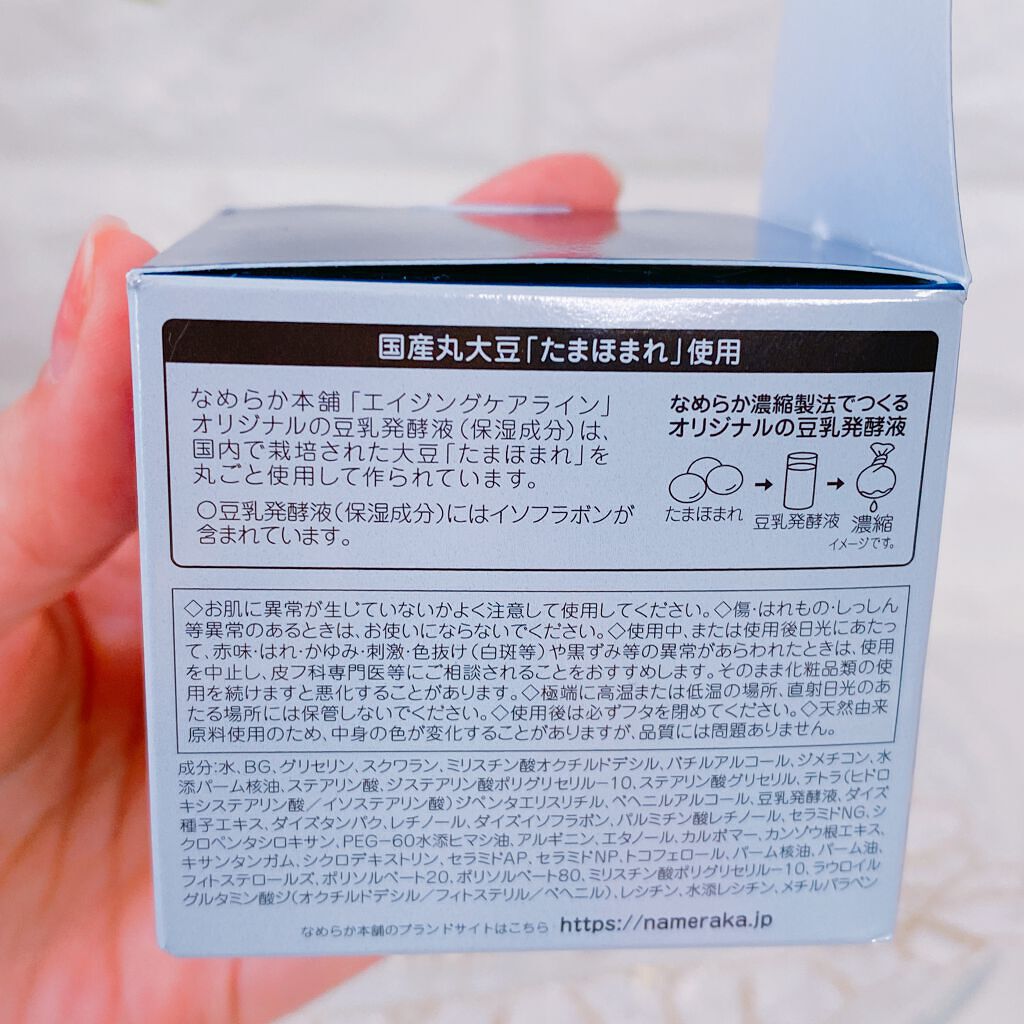 国産丸大豆「たまほまれ」使用
なめらか本舗「エイジングケアライン」
オリジナルの豆乳発酵液(保湿成分)は、
国内で栽培された大豆「たまほまれ」を
丸ごと使用して作られています。
○豆乳発酵液(保湿成分)にはイソフラボンが
含まれています。
なめらか濃縮製法でつくる
オリジナルの豆乳発酵液
たまほまれ
豆乳発酵液
濃縮
イメージです。
◇お肌に異常が生じていないかよく注意して使用してください。◇傷・はれもの・しっしん
等異常のあるときは、お使いにならないでください。◇使用中、または使用後日光にあたっ
て、赤味・はれ・かゆみ・刺激・色抜け(白斑等)や黒ずみ等の異常があらわれたときは、使用
を中止し、皮フ科専門医等にご相談されることをおすすめします。そのまま化粧品類の使
用を続けますと悪化することがあります。◇極端に高温または低温の場所、直射日光のあ
たる場所には保管しないでください。◇使用後は必ずフタを閉めてください。◇天然由来
原料使用のため、中身の色が変化することがありますが、品質には問題ありません。
成分:水、BG、グリセリン、スクワラン、ミリスチン酸オクチルドデシル、バチルアルコール、ジメチコン、水
添パーム核油、ステアリン酸、ジステアリン酸ポリグリセリル-10、ステアリン酸グリセリル、テトラ(ヒドロ
キシステアリン酸/イソステアリン酸)ジペンタエリスリチル、ベヘニルアルコール、豆乳発酵液、ダイズ
種子エキス、ダイズタンパク、レチノール、ダイズイソフラボン、パルミチン酸レチノール、セラミドNG、シ
クロペンタシロキサン、PEG-60水添ヒマシ油、アルギニン、エタノール、カルボマー、カンゾウ根エキス、
キサンタンガム、シクロデキストリン、セラミドAP、セラミドNP、トコフェロール、パーム核油、パーム油、
フィトステロールズ、ポリソルベート20、ポリソルベート80、ミリスチン酸ポリグリセリル-10、ラウロイル
グルタミン酸ジ(オクチルドデシル/フィトステリル/ベヘニル)、レシチン、水添レシチン、メチルパラベン
なめらか本舗のブランドサイトはこちら https://nameraka.jp